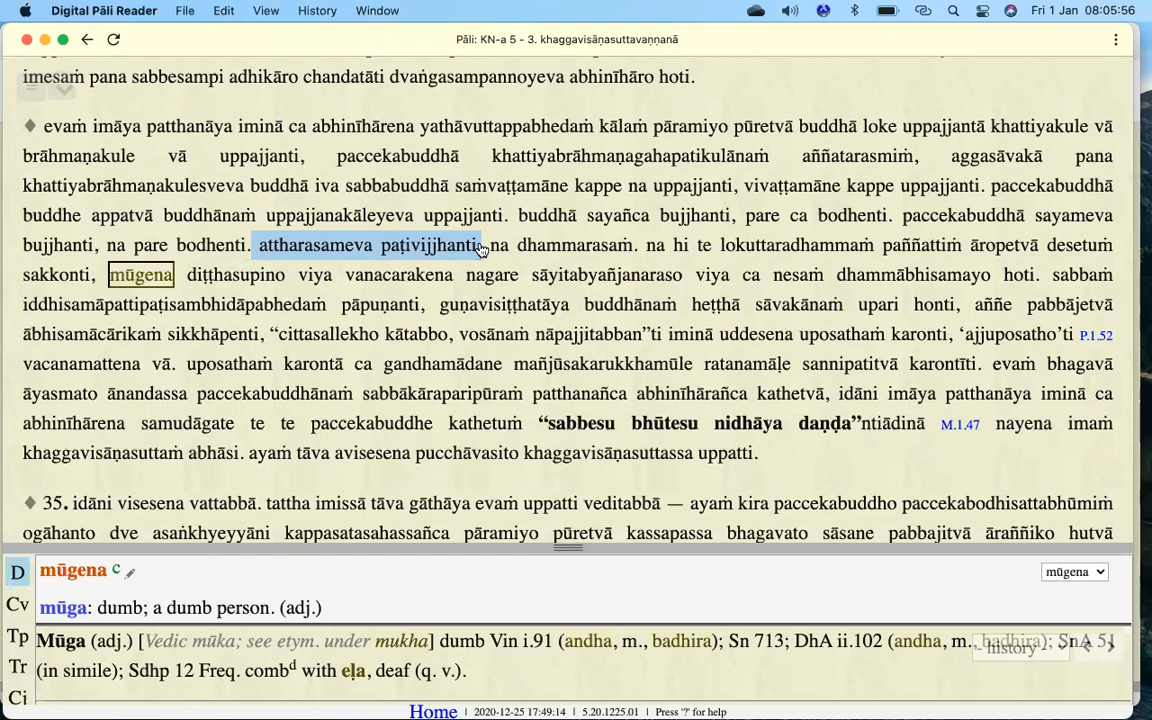 Digital Pāli Reader File Edit View History Window Fri 1 Jan 08:05:56
Pāli: KN-a 5 - 3. khaggavisāṇasuttavaṇṇanā
imesaṁ pana sabbesampi adhikāro chandatāti dvaṅgasampannoyeva abhinīhāro hoti.
♦ evaṁ imāya patthanāya iminā ca abhinīhārena yathāvuttappabhedaṁ kālaṁ pāramiyo pūretvā buddhā loke uppajjantā khattiyakule vā
brāhmaṇakule vā uppajjanti, paccekabuddhā khattiyabrāhmaṇagahapatikulānaṁ aññatarasmiṁ, aggasāvakā pana
khattiyabrāhmaṇakulesveva buddhā iva sabbabuddhā saṁvaṭṭamāne kappe na uppajjanti, vivaṭṭamāne kappe uppajjanti. paccekabuddhā
buddhe appatvā buddhānaṁ uppajjanakāleyeva uppajjanti. buddhā sayañca bujjhanti, pare ca bodhenti. paccekabuddhā sayameva
bujjhanti, na pare bodhenti. attharasameva paṭivijjhanti, na dhammarasaṁ. na hi te lokuttaradhammaṁ paññattiṁ āropetvā desetuṁ
sakkonti, mūgena diṭṭhasupino viya vanacarakena nagare sāyitabyañjanaraso viya ca nesaṁ dhammābhisamayo hoti. sabbaṁ
iddhisamāpattipaṭisambhidāpabhedaṁ pāpuṇanti, guṇavisiṭṭhatāya buddhānaṁ heṭṭhā sāvakānaṁ upari honti, aññe pabbājetvā
ābhisamācārikaṁ sikkhāpenti, “cittasallekho kātabbo, vosānaṁ nāpajjitabban”ti iminā uddesena uposathaṁ karonti, ‘ajjuposatho’ti P.1.52
vacanamattena vā. uposathaṁ karontā ca gandhamādane mañjūsakarukkhamūle ratanamāḷe sannipatitvā karontīti. evaṁ bhagavā
āyasmato ānandassa paccekabuddhānaṁ sabbākāraparipūraṁ patthanañca abhinīhārañca kathetvā, idāni imāya patthanāya iminā ca
abhinīhārena samudāgate te te paccekabuddhe kathetuṁ “sabbesu bhūtesu nidhāya daṇḍa”ntiādinā M.1.47 nayena imaṁ
khaggavisāṇasuttaṁ abhāsi. ayaṁ tāva avisesena pucchāvasito khaggavisāṇasuttassa uppatti.
♦ 35. idāni visesena vattabbā. tattha imissā tāva gāthāya evaṁ uppatti veditabbā — ayaṁ kira paccekabuddho paccekabodhisattabhūmiṁ
ogāhanto dve asaṅkhyeyyāni kappasatasahassañca pāramiyo pūretvā kassapassa bhagavato sāsane pabbajitvā āraññiko hutvā
D mūgena c mūgena
Cv mūga: dumb; a dumb person. (adj.)
Tp Mūga (adj.) [Vedic mūka; see etym. under mukha] dumb Vin i.91 (andha, m., badhira); Sn 713; DhA ii.102 (andha, m., badhira); SnA 51
- history -
Tr (in simile); Sdhp 12 Freq. combd with eḷa, deaf (q. v.).
Cj
Home | 2020-12-25 17:49:14 | 5.20.1225.01 | Press '?' for help